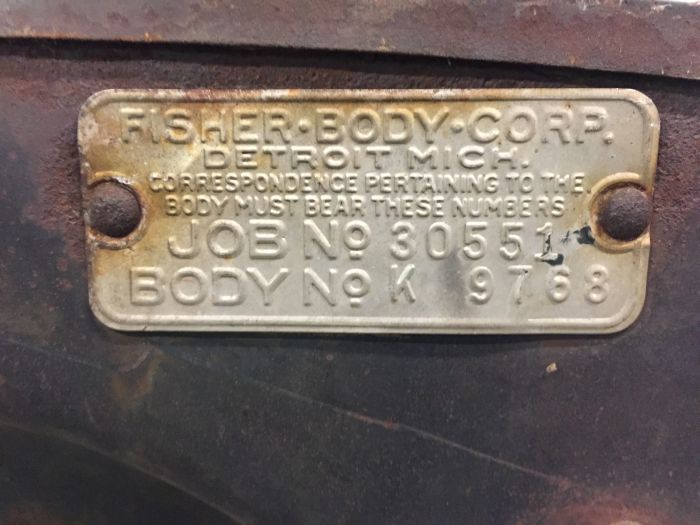 FISHER·BODY·CORP.
DETROIT MICH.
CORRESPONDENCE PERTAINING TO THE
BODY MUST BEAR THESE NUMBERS
JOB Nº 30551
BODY Nº K 9768